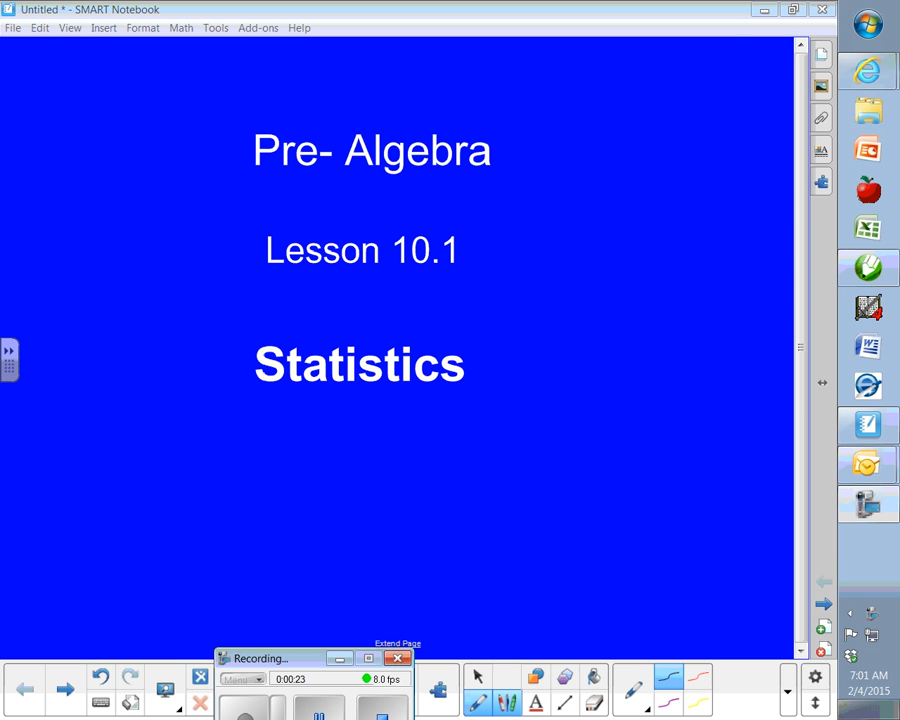 Untitled * - SMART Notebook
File Edit View Insert Format Math Tools Add-ons Help
Pre- Algebra
Lesson 10.1
Statistics
Extend Page
Recording...
Menu 0:00:23 8.0 fps
7:01 AM
2/4/2015